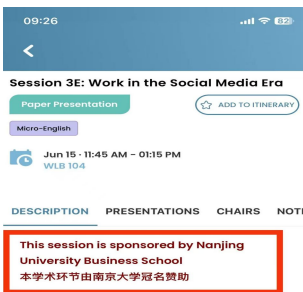 09:26
82
Session 3E: Work in the Social Media Era
Paper Presentation
ADD TO ITINERARY
Micro-English
Jun 15 · 11:45 AM – 01:15 PM
WLB 104
DESCRIPTION PRESENTATIONS CHAIRS NOT
This session is sponsored by Nanjing
University Business School
本学术环节由南京大学冠名赞助